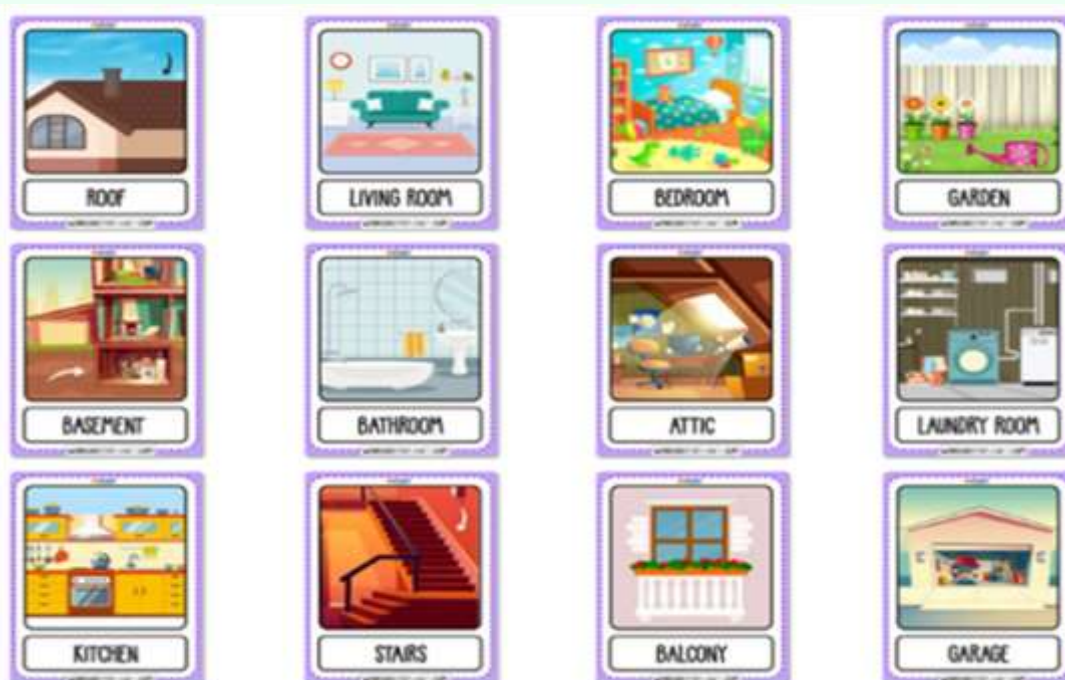 ROOF
LIVING ROOM
BEDROOM
GARDEN
BASEMENT
BATHROOM
ATTIC
LAUNDRY ROOM
KITCHEN
STAIRS
BALCONY
GARAGE